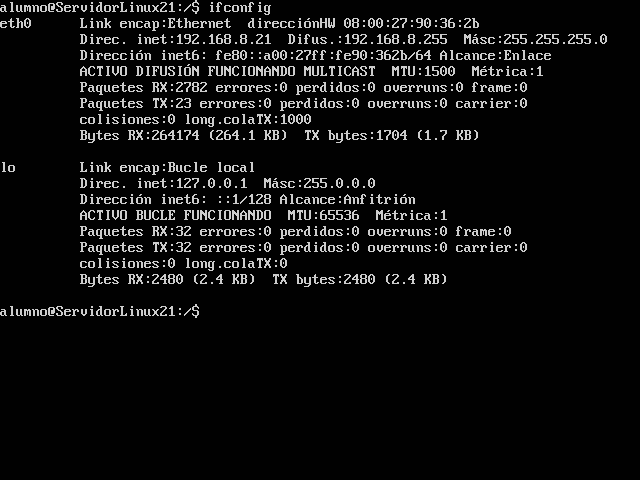 alumno@ServidorLinux21:/$ ifconfig
eth0      Link encap:Ethernet  direcciónHW 08:00:27:90:36:2b
          Direc. inet:192.168.8.21  Difus.:192.168.8.255  Másc:255.255.255.0
          Dirección inet6: fe80::a00:27ff:fe90:362b/64 Alcance:Enlace
          ACTIVO DIFUSIÓN FUNCIONANDO MULTICAST  MTU:1500  Métrica:1
          Paquetes RX:2782 errores:0 perdidos:0 overruns:0 frame:0
          Paquetes TX:23 errores:0 perdidos:0 overruns:0 carrier:0
          colisiones:0 long.colaTX:1000
          Bytes RX:264174 (264.1 KB)  TX bytes:1704 (1.7 KB)

lo        Link encap:Bucle local
          Direc. inet:127.0.0.1  Másc:255.0.0.0
          Dirección inet6: ::1/128 Alcance:Anfitrión
          ACTIVO BUCLE FUNCIONANDO  MTU:65536  Métrica:1
          Paquetes RX:32 errores:0 perdidos:0 overruns:0 frame:0
          Paquetes TX:32 errores:0 perdidos:0 overruns:0 carrier:0
          colisiones:0 long.colaTX:0
          Bytes RX:2480 (2.4 KB)  TX bytes:2480 (2.4 KB)

alumno@ServidorLinux21:/$